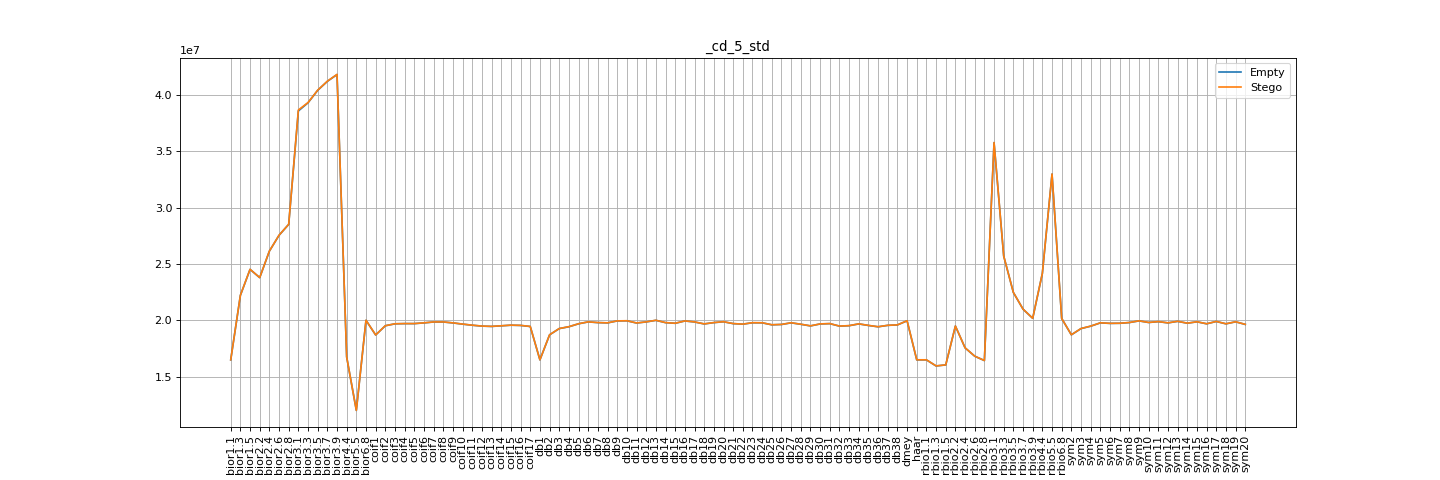 _cd_5_std
1e7
Empty
Stego
4.0
3.5
3.0
2.5
2.0
1.5
bior1.1
bior1.3
bior1.5
bior2.2
bior2.4
bior2.6
bior2.8
bior3.1
bior3.3
bior3.5
bior3.7
bior3.9
bior4.4
bior5.5
bior6.8
coif1
coif2
coif3
coif4
coif5
coif6
coif7
coif8
coif9
coif10
coif11
coif12
coif13
coif14
coif15
coif16
coif17
db1
db2
db3
db4
db5
db6
db7
db8
db9
db10
db11
db12
db13
db14
db15
db16
db17
db18
db19
db20
db21
db22
db23
db24
db25
db26
db27
db28
db29
db30
db31
db32
db33
db34
db35
db36
db37
db38
dmey
haar
rbio1.1
rbio1.3
rbio1.5
rbio2.2
rbio2.4
rbio2.6
rbio2.8
rbio3.1
rbio3.3
rbio3.5
rbio3.7
rbio3.9
rbio4.4
rbio5.5
rbio6.8
sym2
sym3
sym4
sym5
sym6
sym7
sym8
sym9
sym10
sym11
sym12
sym13
sym14
sym15
sym16
sym17
sym18
sym19
sym20